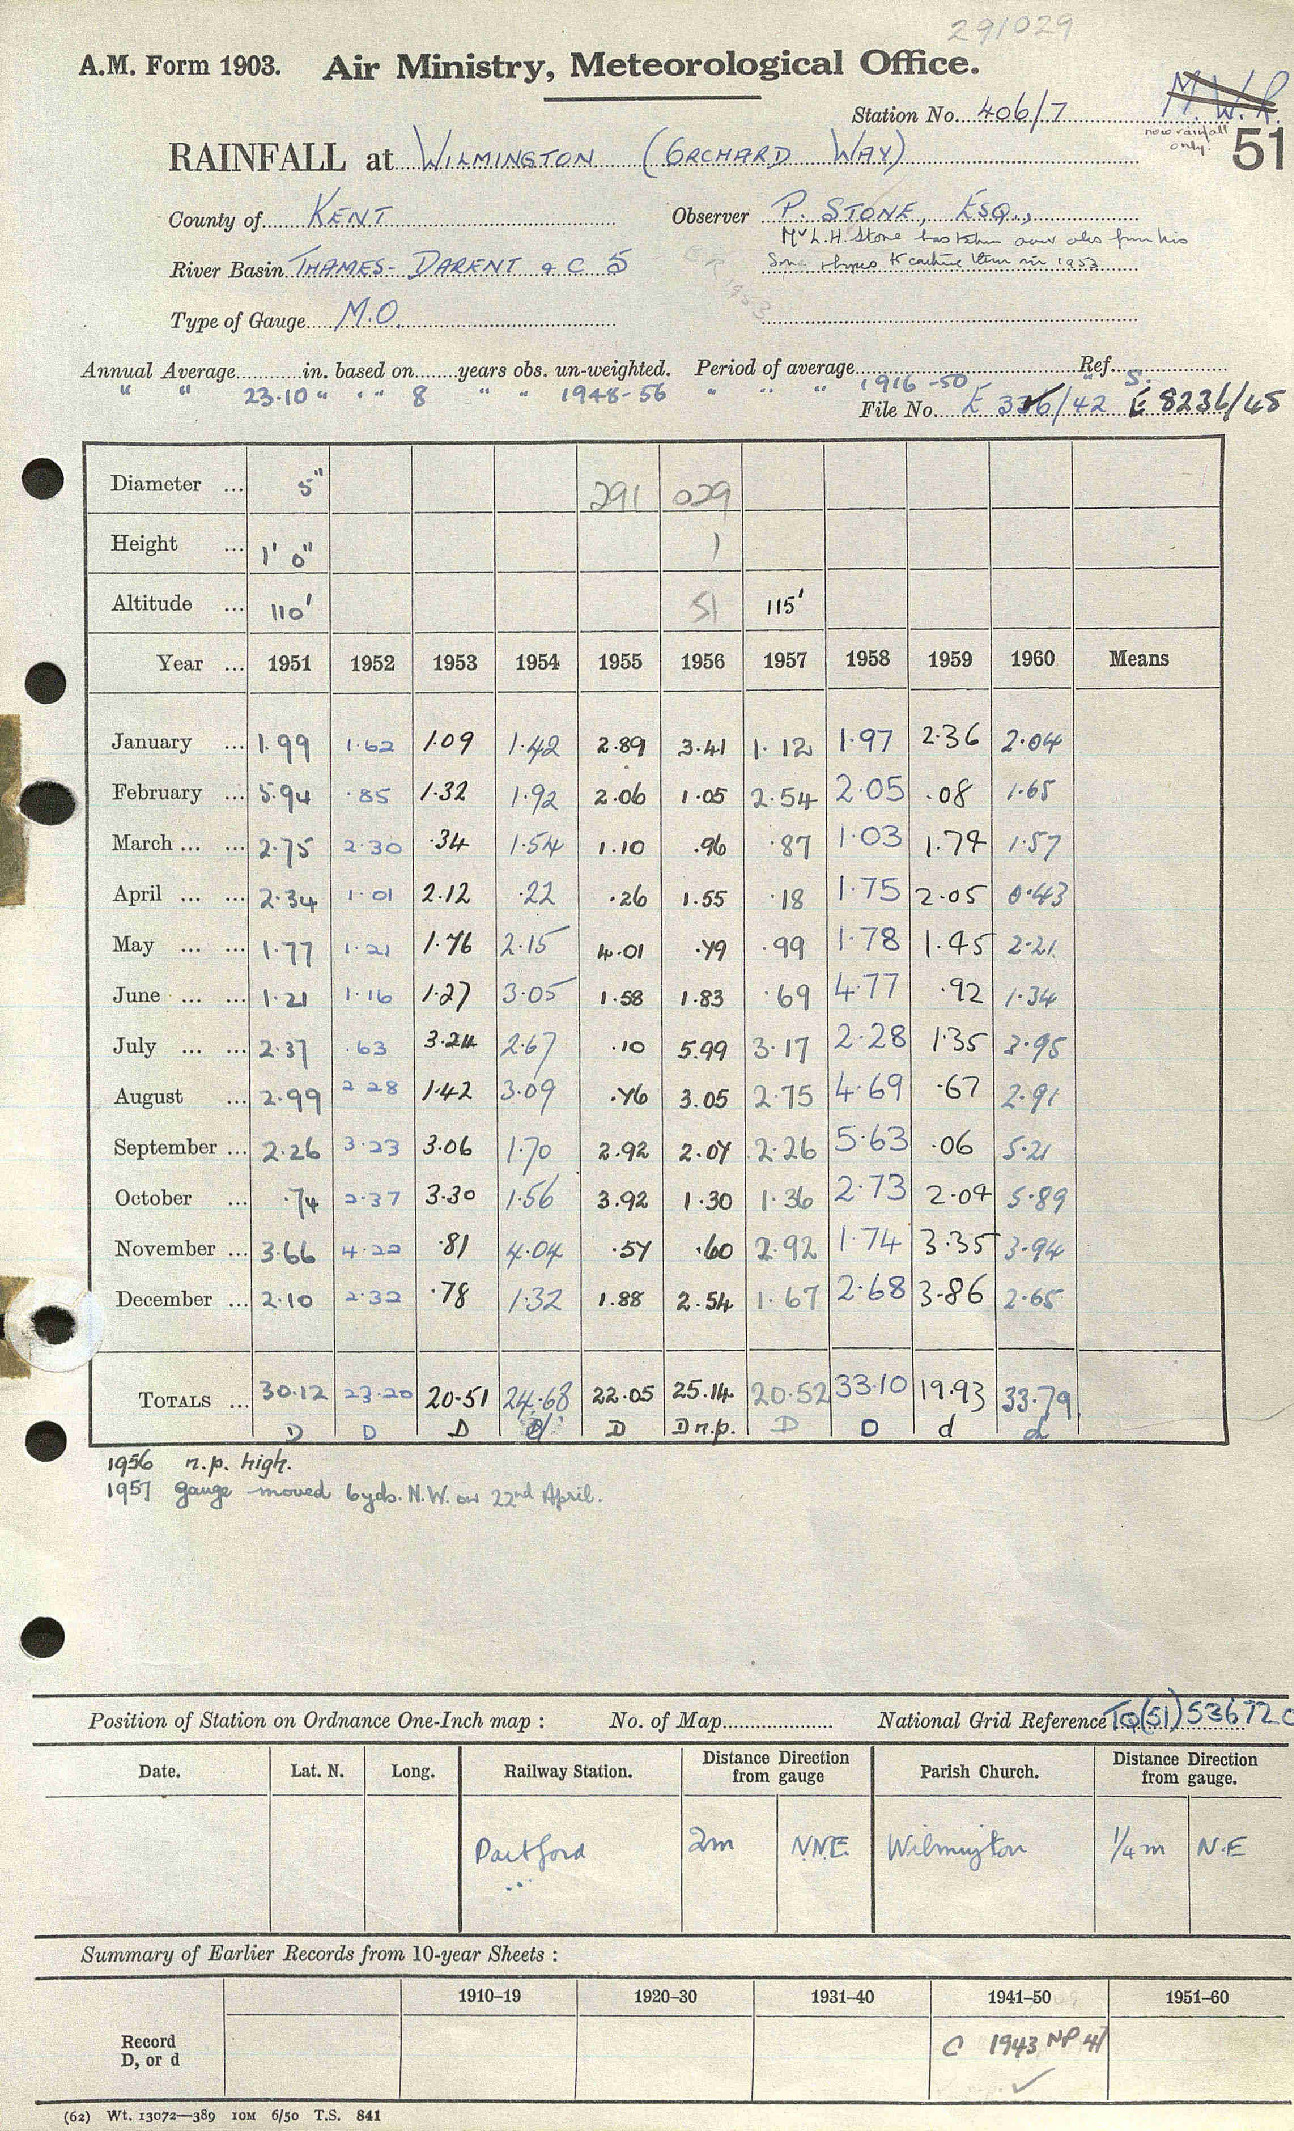 291029
A.M. Form 1903. Air Ministry, Meteorological Office.
Station No. 406/7 M.W.R.
now rainfall only
51
RAINFALL at WILMINGTON (ORCHARD WAY)
County of KENT Observer P. STONE, ESQ.,
Mr L.H. Stone has taken over obs from his
River Basin THAMES - DARENT & C 5 Son & hopes to continue them in 1953
1953
Type of Gauge M.O.
Annual Average in. based on years obs. un-weighted. Period of average Ref.
" " 23.10 " " " 8 " " 1948-56 " " " 1916-50 " S.
File No. E 336/42 E 8236/45
Diameter ... 5" 291 029
Height ... 1' 0" 1
Altitude ... 110' 51 115'
Year ... 1951 1952 1953 1954 1955 1956 1957 1958 1959 1960 Means
January ... 1.99 1.62 1.09 1.42 2.89 3.41 1.12 1.97 2.36 2.04
February ... 5.94 .85 1.32 1.92 2.06 1.05 2.54 2.05 .08 1.65
March ... ... 2.75 2.30 .34 1.54 1.10 .96 .87 1.03 1.74 1.57
April ... ... 2.34 1.01 2.12 .22 .26 1.55 .18 1.75 2.05 0.43
May ... ... 1.77 1.21 1.76 2.15 4.01 .79 .99 1.78 1.45 2.21
June ... ... 1.21 1.16 1.27 3.05 1.58 1.83 .69 4.77 .92 1.34
July ... ... 2.37 .63 3.24 2.67 .10 5.99 3.17 2.28 1.35 3.95
August ... 2.99 2.28 1.42 3.09 .76 3.05 2.75 4.69 .67 2.91
September ... 2.26 3.23 3.06 1.70 2.92 2.07 2.26 5.63 .06 5.21
October ... .74 2.37 3.30 1.56 3.92 1.30 1.36 2.73 2.04 5.89
November ... 3.66 4.22 .81 4.04 .57 .60 2.92 1.74 3.35 3.94
December ... 2.10 2.32 .78 1.32 1.88 2.54 1.67 2.68 3.86 2.65
TOTALS ... 30.12 23.20 20.51 24.68 22.05 25.14 20.52 33.10 19.93 33.79
D D D d D D n.p. D D d d
1956 n.p. high.
1957 gauge moved 6yds. N.W. on 22nd April.
Position of Station on Ordnance One-Inch map : No. of Map National Grid Reference TQ(51)536720
Date. Lat. N. Long. Railway Station. Distance Direction from gauge Parish Church. Distance Direction from gauge.
Dartford 2m NNE. Wilmington 1/4 m N.E
Summary of Earlier Records from 10-year Sheets :
1910–19 1920–30 1931–40 1941–50 1951–60
Record
D, or d
C 1943 NP 41
(62) Wt. 13072—389 10M 6/50 T.S. 841